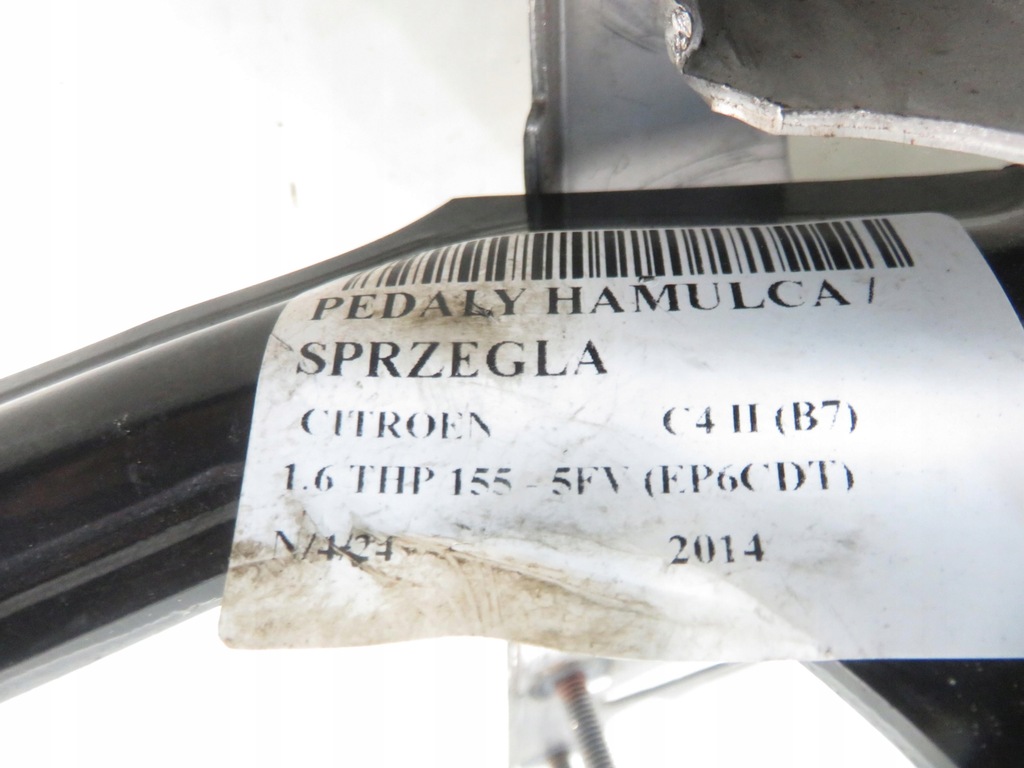 PEDAŁY HAMULCA /
SPRZEGLA
CITROEN C4 II (B7)
1.6 THP 155 - 5FV (EP6CDT)
2014